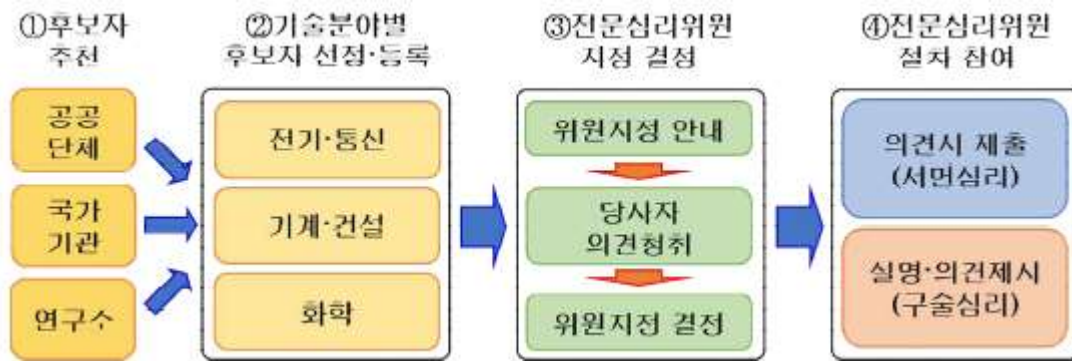 ①후보자
추천
②기술분야별
후보자 선정·등록
③전문심리위원
지정 결정
④전문심리위원
절차 참여
공공
단체
국가
기관
연구소
전기·통신
기계·건설
화학
위원지정 안내
당사자
의견청취
위원지정 결정
의견서 제출
(서면심리)
설명·의견제시
(구술심리)